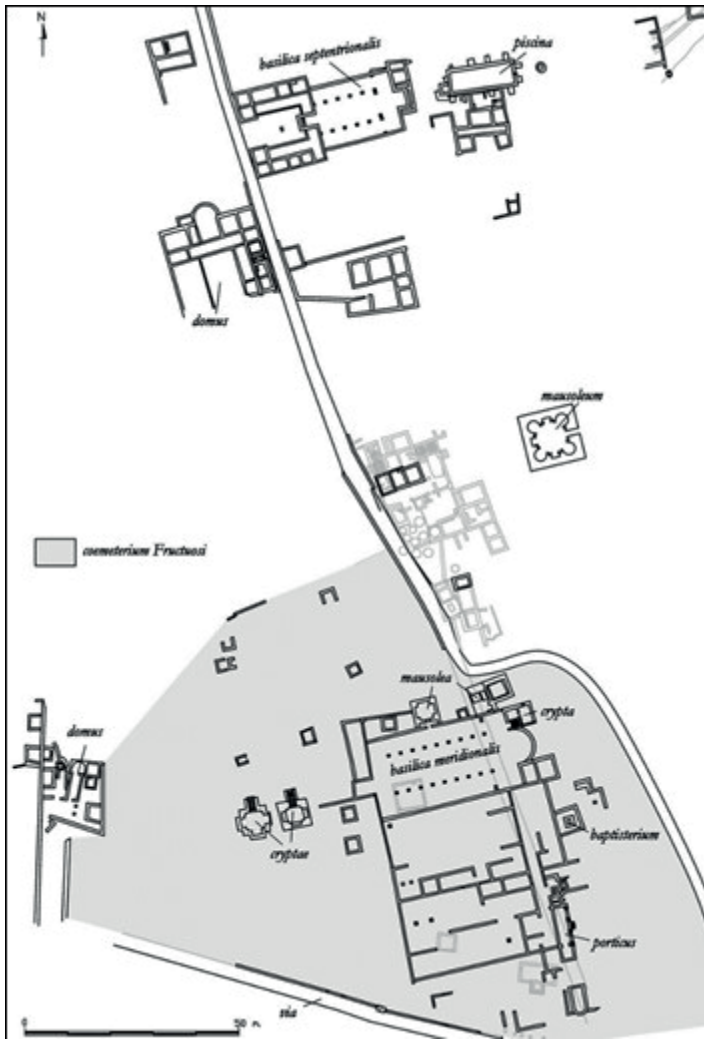 N
basilica septentrionalis
piscina
domus
mausoleum
coemeterium Fructuosi
mausolea
crypta
domus
basilica meridionalis
cryptae
baptisterium
porticus
via
0 50 m.